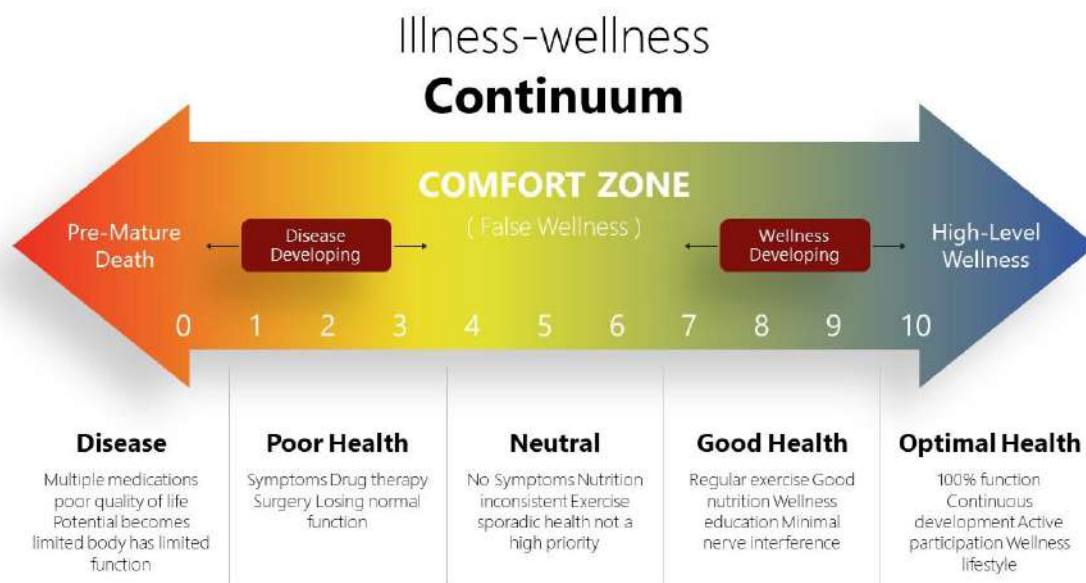 Illness-wellness
Continuum
COMFORT ZONE
( False Wellness )
Pre-Mature
Death
Disease
Developing
Wellness
Developing
High-Level
Wellness
0 1 2 3 4 5 6 7 8 9 10
Disease
Multiple medications
poor quality of life
Potential becomes
limited body has limited
function
Poor Health
Symptoms Drug therapy
Surgery Losing normal
function
Neutral
No Symptoms Nutrition
inconsistent Exercise
sporadic health not a
high priority
Good Health
Regular exercise Good
nutrition Wellness
education Minimal
nerve interference
Optimal Health
100% function
Continuous
development Active
participation Wellness
lifestyle